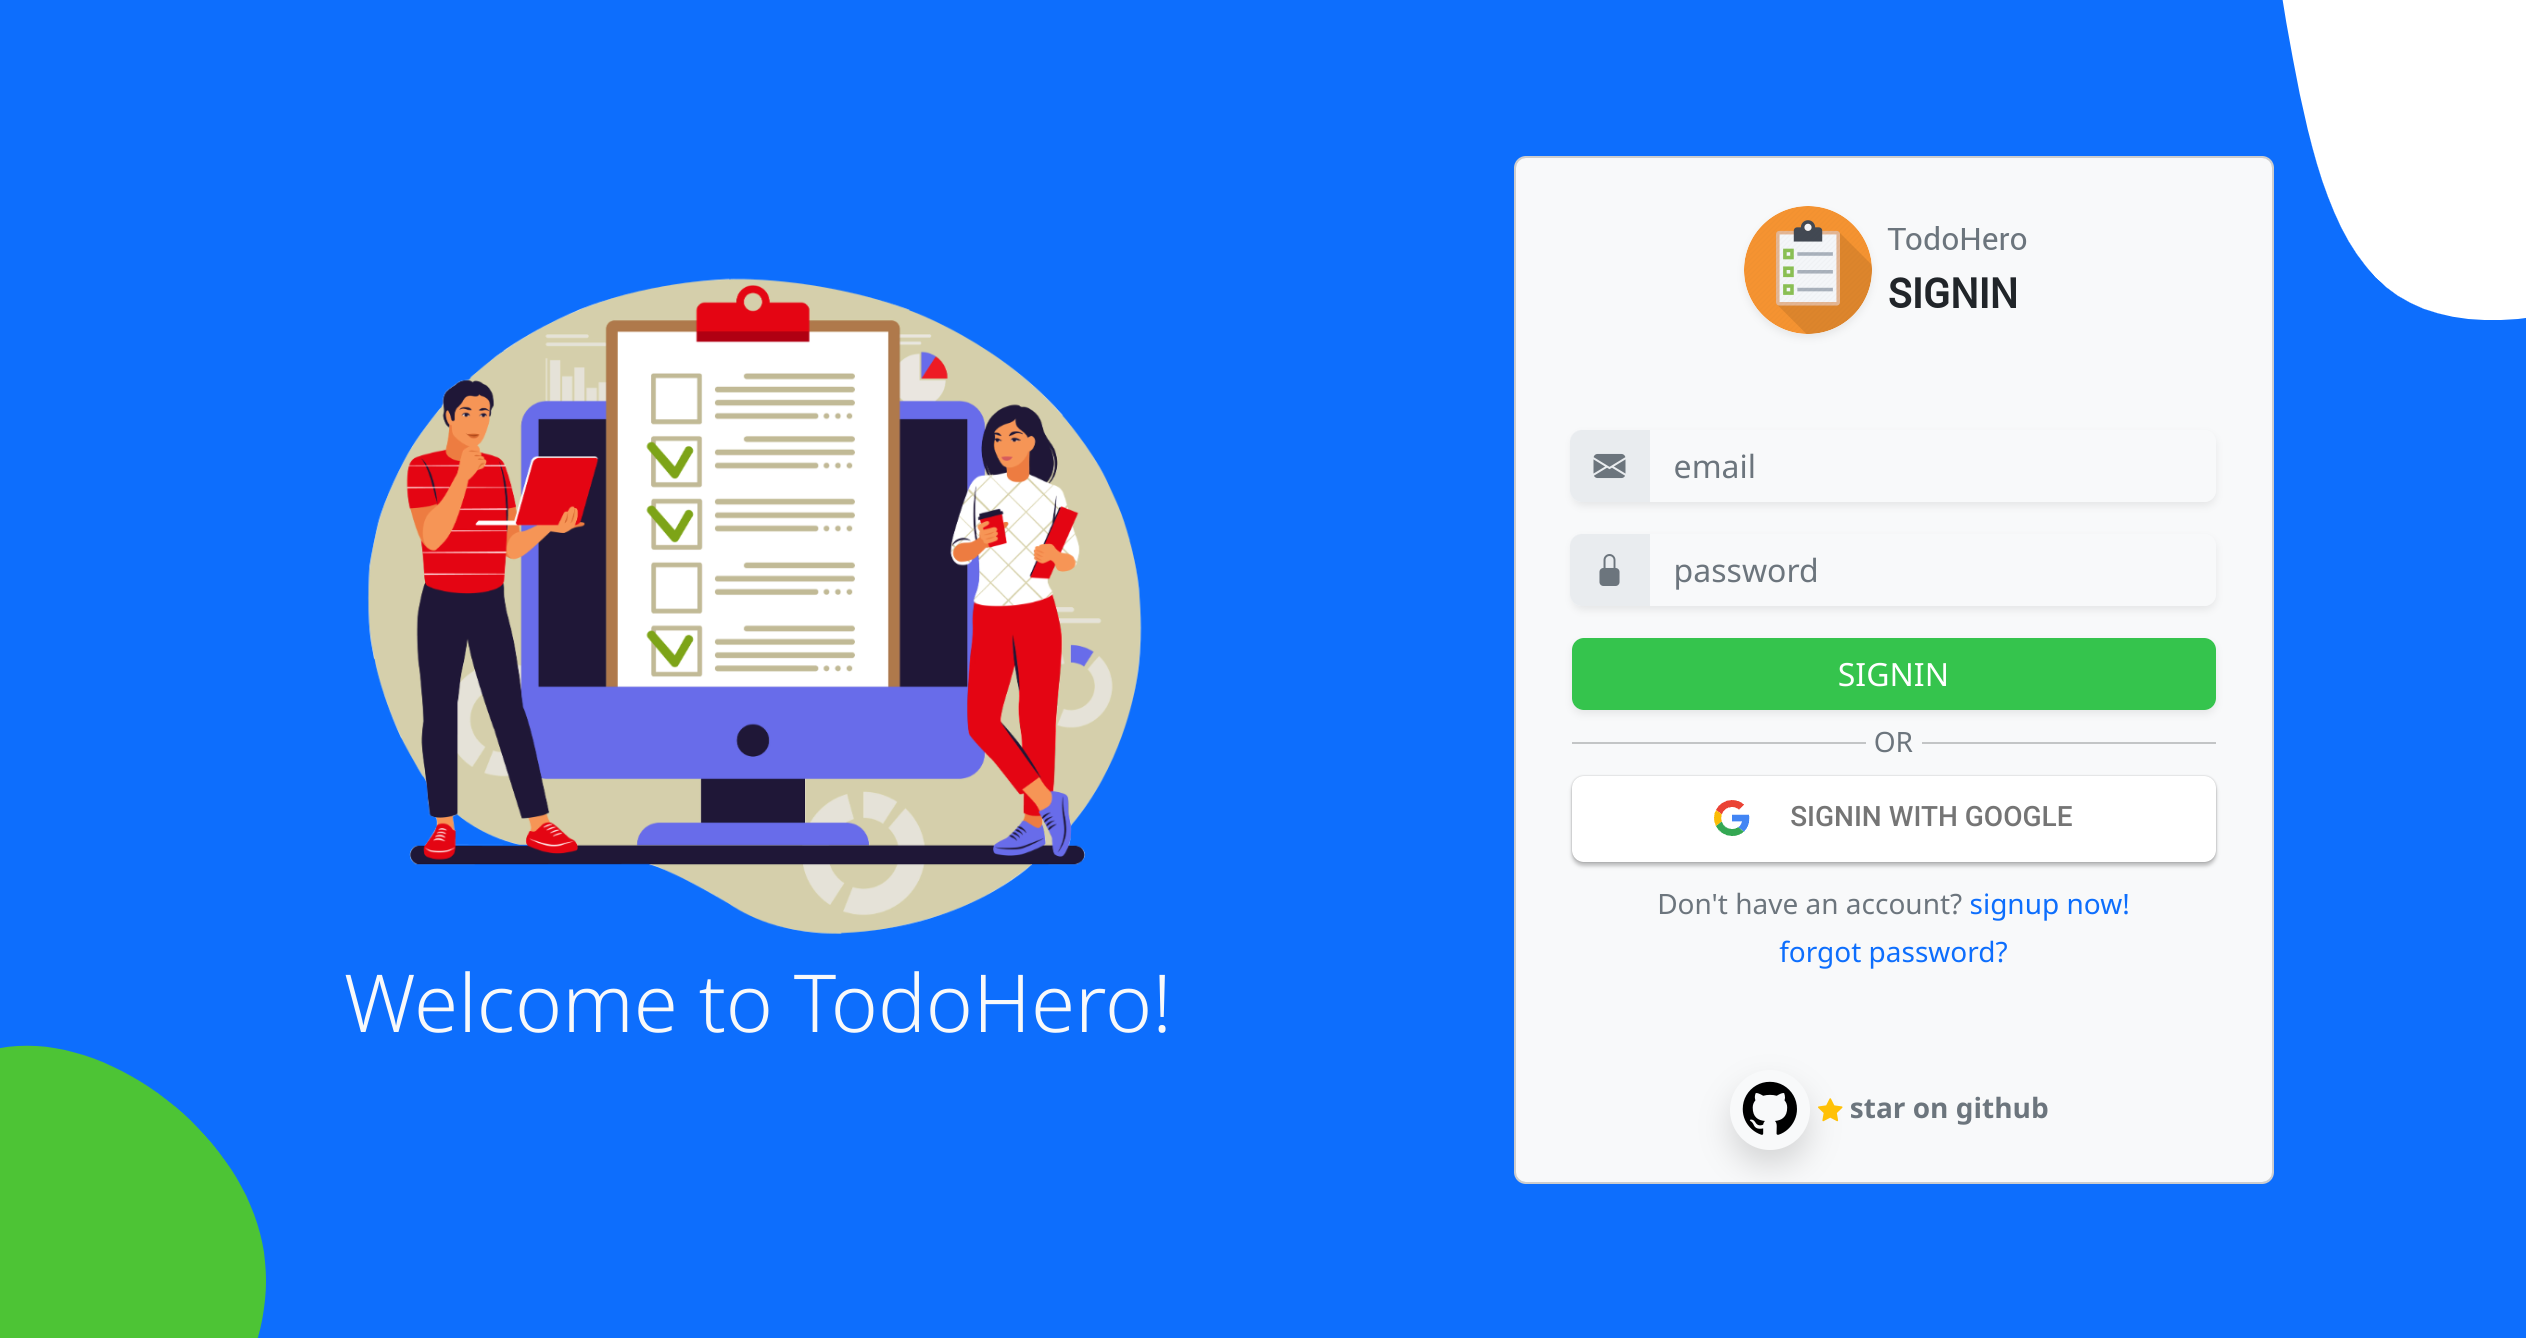 Welcome to TodoHero!
TodoHero
SIGNIN
email
password
SIGNIN
OR
SIGNIN WITH GOOGLE
Don't have an account? signup now!
forgot password?
star on github